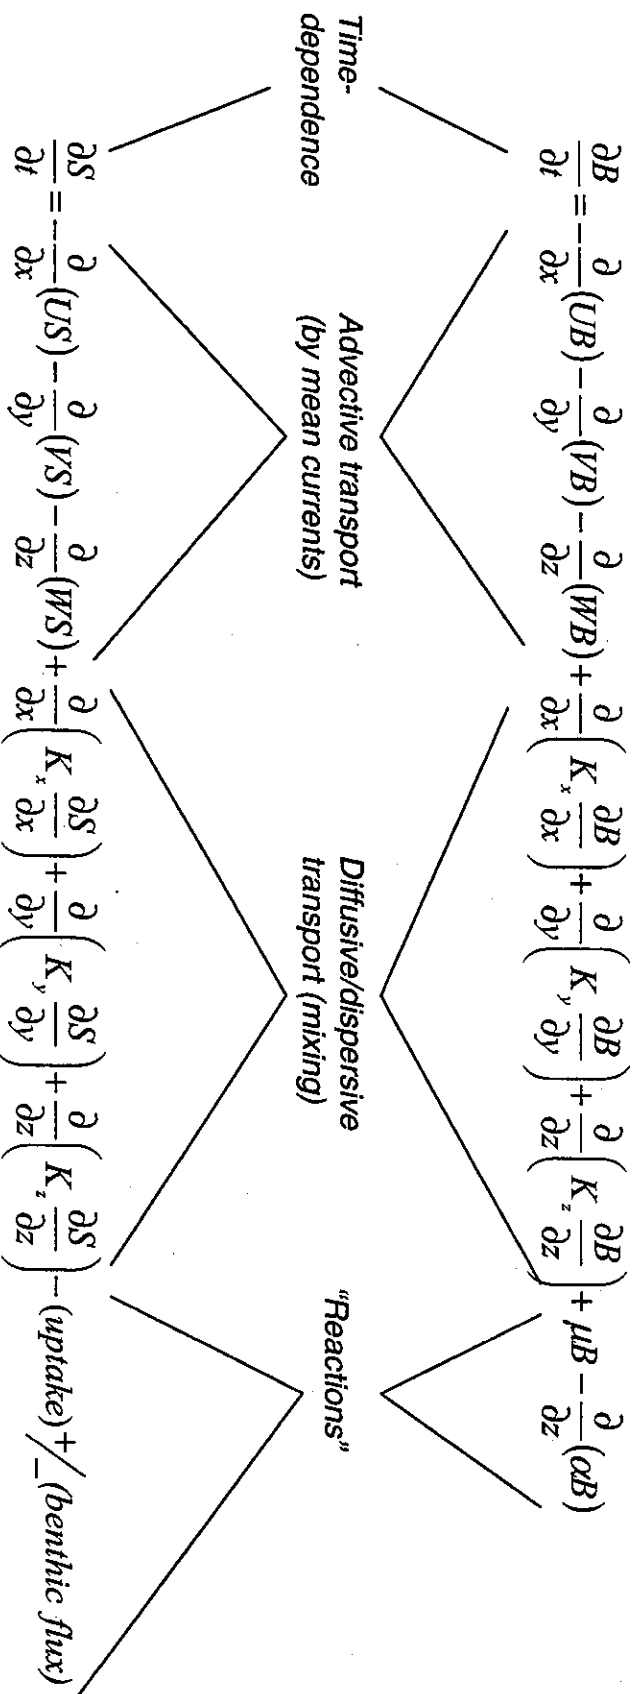 ∂B/∂t = -∂/∂x(UB) - ∂/∂y(VB) - ∂/∂z(WB) + ∂/∂x(K_x ∂B/∂x) + ∂/∂y(K_y ∂B/∂y) + ∂/∂z(K_z ∂B/∂z) + μB - ∂/∂z(αB)
Time-
dependence
Advective transport
(by mean currents)
Diffusive/dispersive
transport (mixing)
"Reactions"
∂S/∂t = -∂/∂x(US) - ∂/∂y(VS) - ∂/∂z(WS) + ∂/∂x(K_x ∂S/∂x) + ∂/∂y(K_y ∂S/∂y) + ∂/∂z(K_z ∂S/∂z) - (uptake) +/_ (benthic flux)